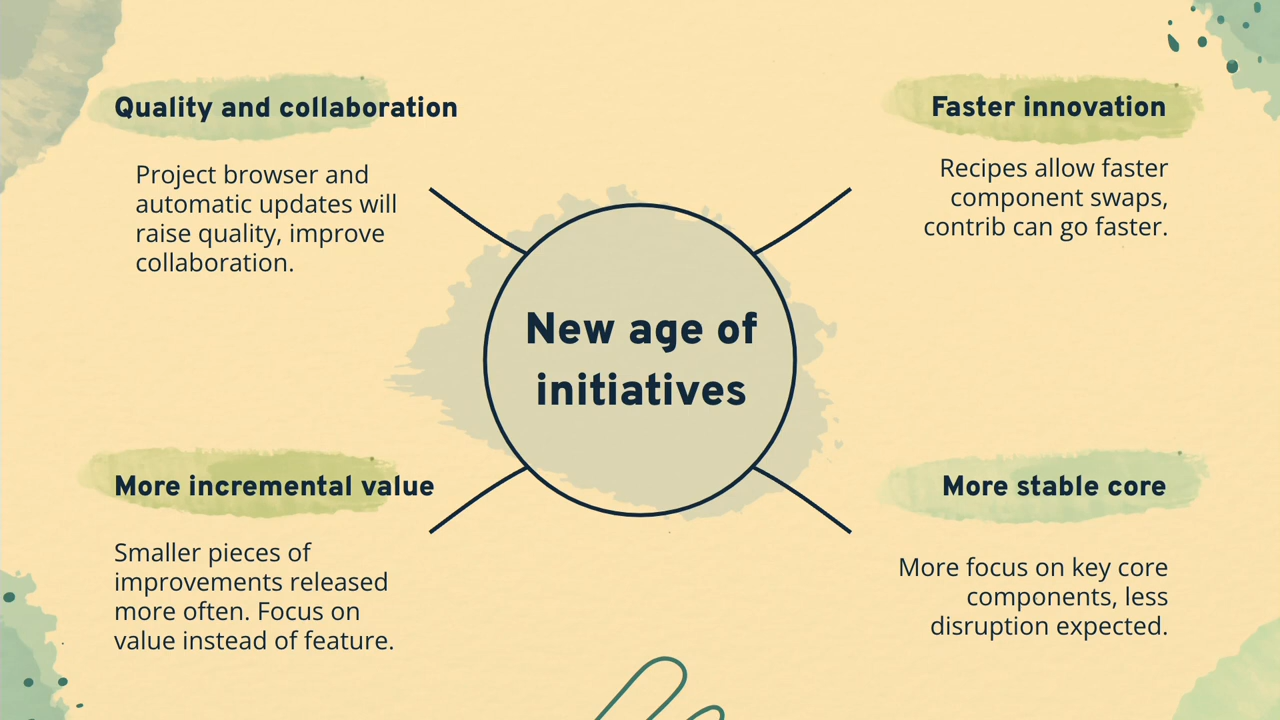 Quality and collaboration
Project browser and
automatic updates will
raise quality, improve
collaboration.
Faster innovation
Recipes allow faster
component swaps,
contrib can go faster.
New age of
initiatives
More incremental value
Smaller pieces of
improvements released
more often. Focus on
value instead of feature.
More stable core
More focus on key core
components, less
disruption expected.